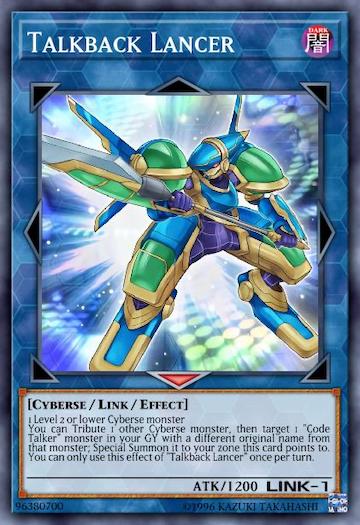 TALKBACK LANCER
DARK
闇
[CYBERSE / LINK / EFFECT]
1 Level 2 or lower Cyberse monster
You can Tribute 1 other Cyberse monster, then target 1 "Code
Talker" monster in your GY with a different original name from
that monster; Special Summon it to your zone this card points to.
You can only use this effect of "Talkback Lancer" once per turn.
ATK/1200 LINK-1
96380700 ©1996 KAZUKI TAKAHASHI